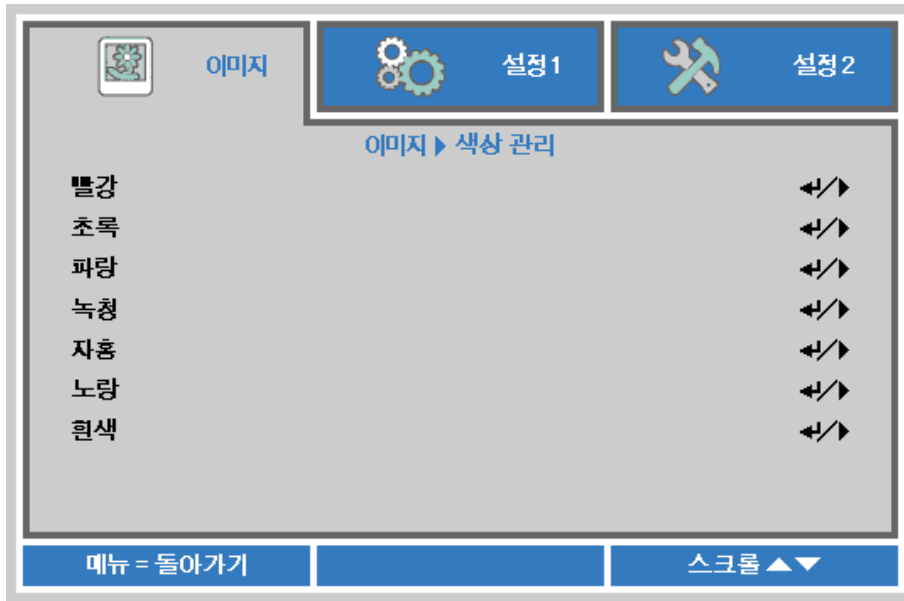 이미지 설정1 설정2
이미지 ▶ 색상 관리
빨강 ↵/▶
초록 ↵/▶
파랑 ↵/▶
녹청 ↵/▶
자홍 ↵/▶
노랑 ↵/▶
흰색 ↵/▶
메뉴 = 돌아가기 스크롤 ▲▼